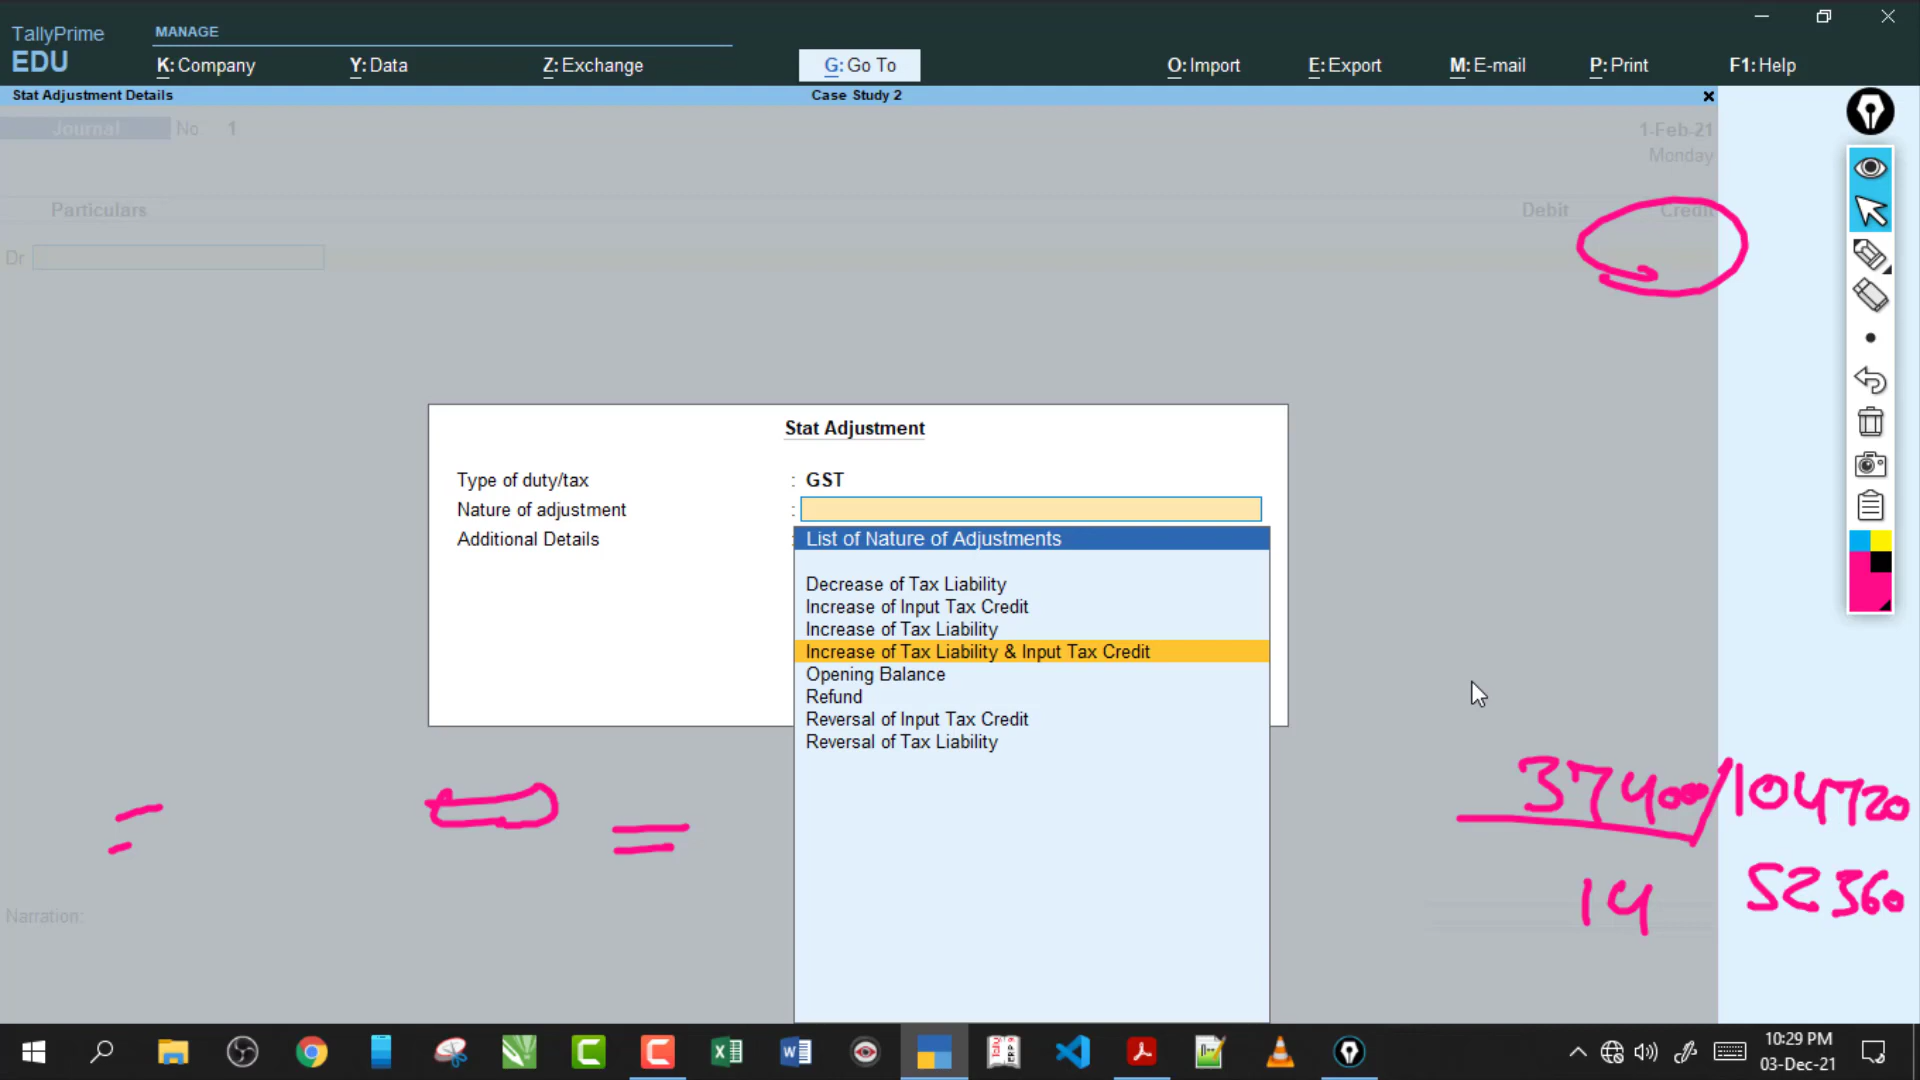 TallyPrime
EDU
MANAGE
K: Company
Y: Data
Z: Exchange
G: Go To
O: Import
E: Export
M: E-mail
P: Print
F1: Help
Stat Adjustment Details
Case Study 2
Journal No 1
1-Feb-21
Monday
Particulars
Debit
Credit
Dr
Stat Adjustment
Type of duty/tax : GST
Nature of adjustment :
Additional Details :
List of Nature of Adjustments
Decrease of Tax Liability
Increase of Input Tax Credit
Increase of Tax Liability
Increase of Tax Liability & Input Tax Credit
Opening Balance
Refund
Reversal of Input Tax Credit
Reversal of Tax Liability
374000/104720
14 52360
Narration:
10:29 PM
03-Dec-21